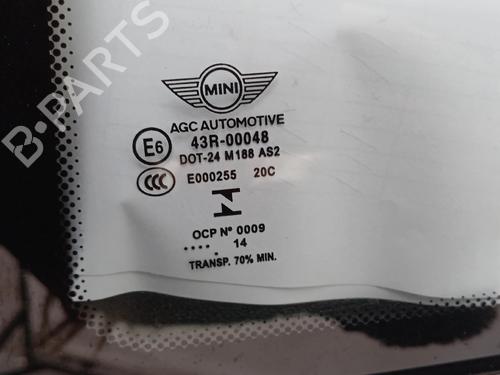 B-PARTS
MINI
AGC AUTOMOTIVE
E6 43R-00048
DOT-24 M188 AS2
CCC E000255 20C
OCP Nº 0009
.... 14
TRANSP. 70% MIN.